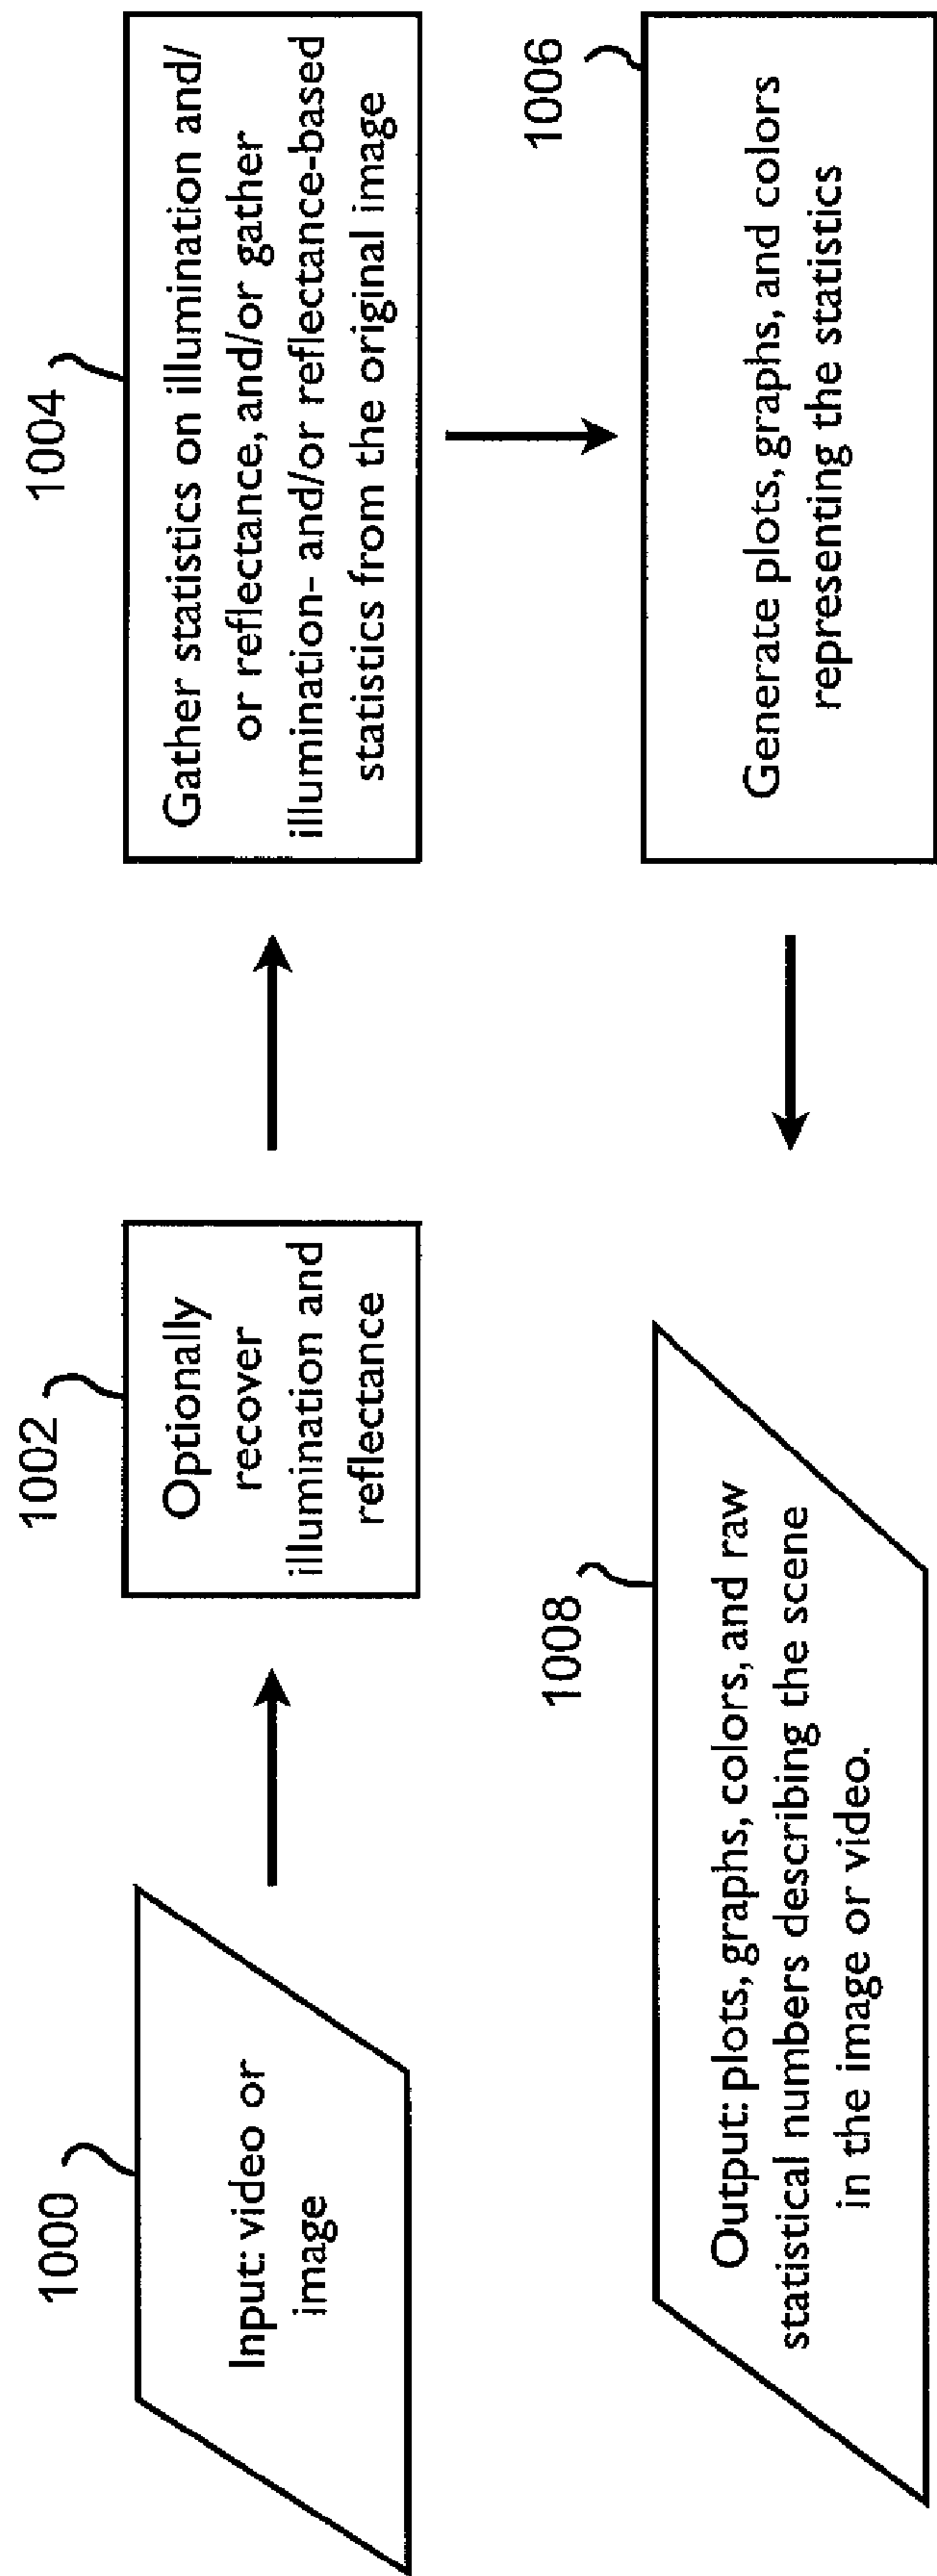 1000
Input: video or
image
1002
Optionally
recover
illumination and
reflectance
1004
Gather statistics on illumination and/
or reflectance, and/or gather
illumination- and/or reflectance-based
statistics from the original image
1006
Generate plots, graphs, and colors
representing the statistics
1008
Output: plots, graphs, colors, and raw
statistical numbers describing the scene
in the image or video.